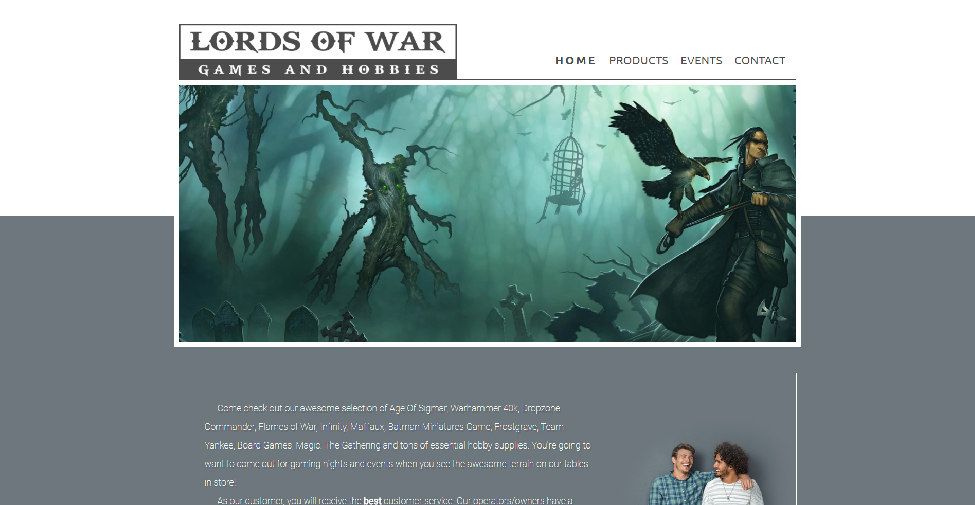 LORDS OF WAR
GAMES AND HOBBIES
HOME PRODUCTS EVENTS CONTACT
Come check out our awesome selection of Age Of Sigmar, Warhammer 40k, Dropzone
Commander, Flames of War, Infinity, Malifaux, Batman Miniatures Game, Frostgrave, Team
Yankee, Board Games, Magic: The Gathering and tons of essential hobby supplies. You're going to
want to come out for gaming nights and events when you see the awesome terrain on our tables
in store!
As our customer, you will receive the best customer service. Our operators/owners have a